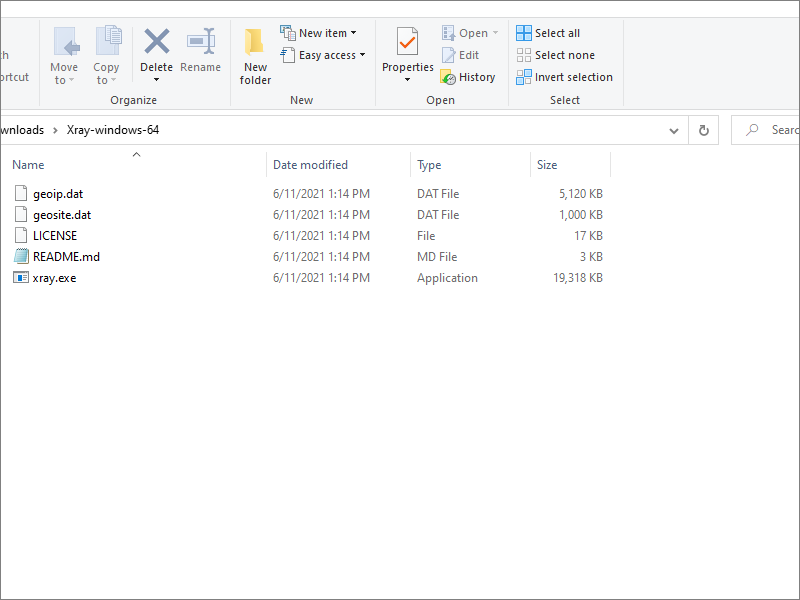 New item
Open
Select all
th
Easy access
Edit
Select none
Move to
Copy to
Delete
Rename
New folder
Properties
History
Invert selection
ortcut
Organize
New
Open
Select
wnloads > Xray-windows-64
Searc
Name
Date modified
Type
Size
geoip.dat 6/11/2021 1:14 PM DAT File 5,120 KB
geosite.dat 6/11/2021 1:14 PM DAT File 1,000 KB
LICENSE 6/11/2021 1:14 PM File 17 KB
README.md 6/11/2021 1:14 PM MD File 3 KB
xray.exe 6/11/2021 1:14 PM Application 19,318 KB